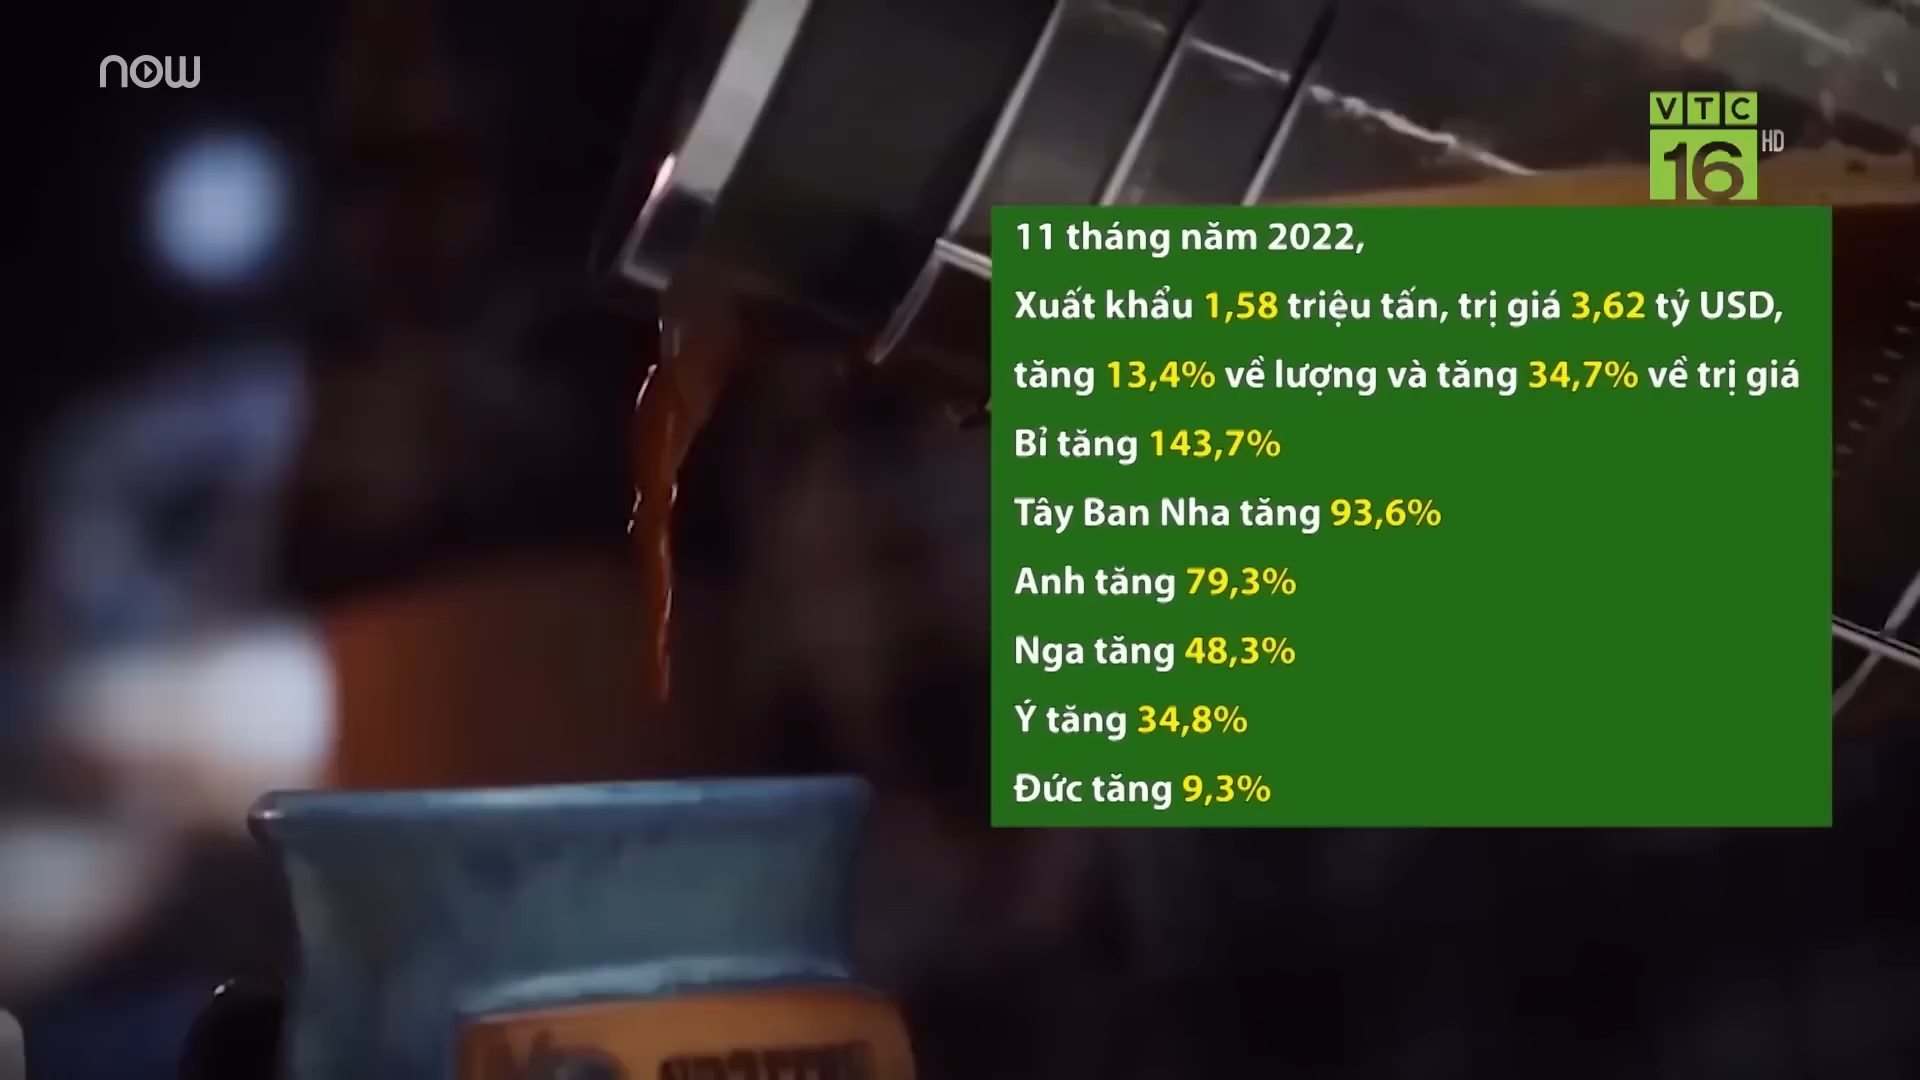 now
VTC
16 HD
11 tháng năm 2022,
Xuất khẩu 1,58 triệu tấn, trị giá 3,62 tỷ USD,
tăng 13,4% về lượng và tăng 34,7% về trị giá
Bỉ tăng 143,7%
Tây Ban Nha tăng 93,6%
Anh tăng 79,3%
Nga tăng 48,3%
Ý tăng 34,8%
Đức tăng 9,3%